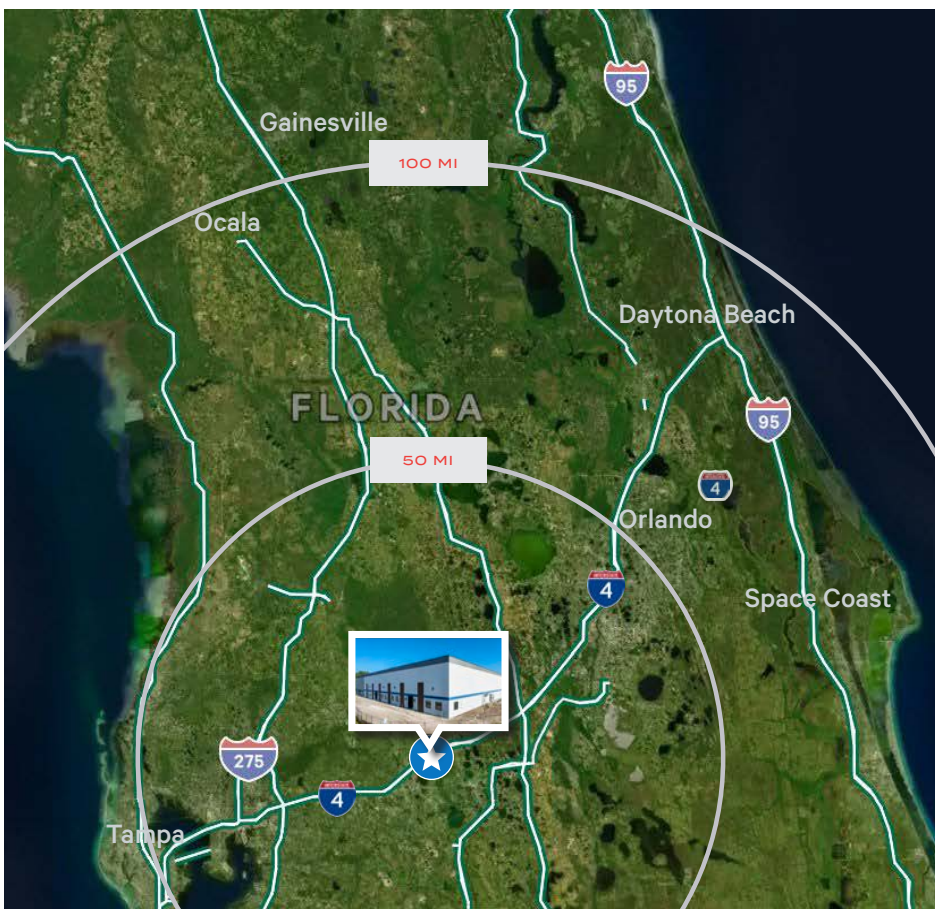 95
Gainesville
100 MI
Ocala
Daytona Beach
FLORIDA
95
50 MI
4
Orlando
4
Space Coast
275
4
Tampa